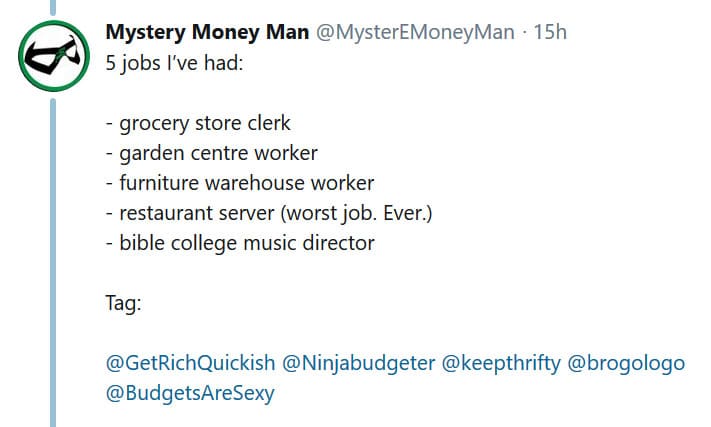 Mystery Money Man @MysterEMoneyMan · 15h
5 jobs I’ve had:
- grocery store clerk
- garden centre worker
- furniture warehouse worker
- restaurant server (worst job. Ever.)
- bible college music director
Tag:
@GetRichQuickish @Ninjabudgeter @keepthrifty @brogologo
@BudgetsAreSexy